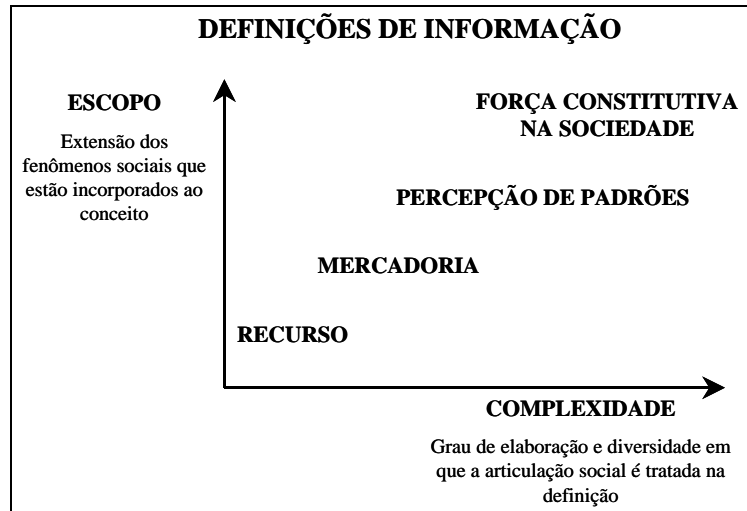 DEFINIÇÕES DE INFORMAÇÃO
ESCOPO
Extensão dos
fenômenos sociais que
estão incorporados ao
conceito
FORÇA CONSTITUTIVA
NA SOCIEDADE
PERCEPÇÃO DE PADRÕES
MERCADORIA
RECURSO
COMPLEXIDADE
Grau de elaboração e diversidade em
que a articulação social é tratada na
definição